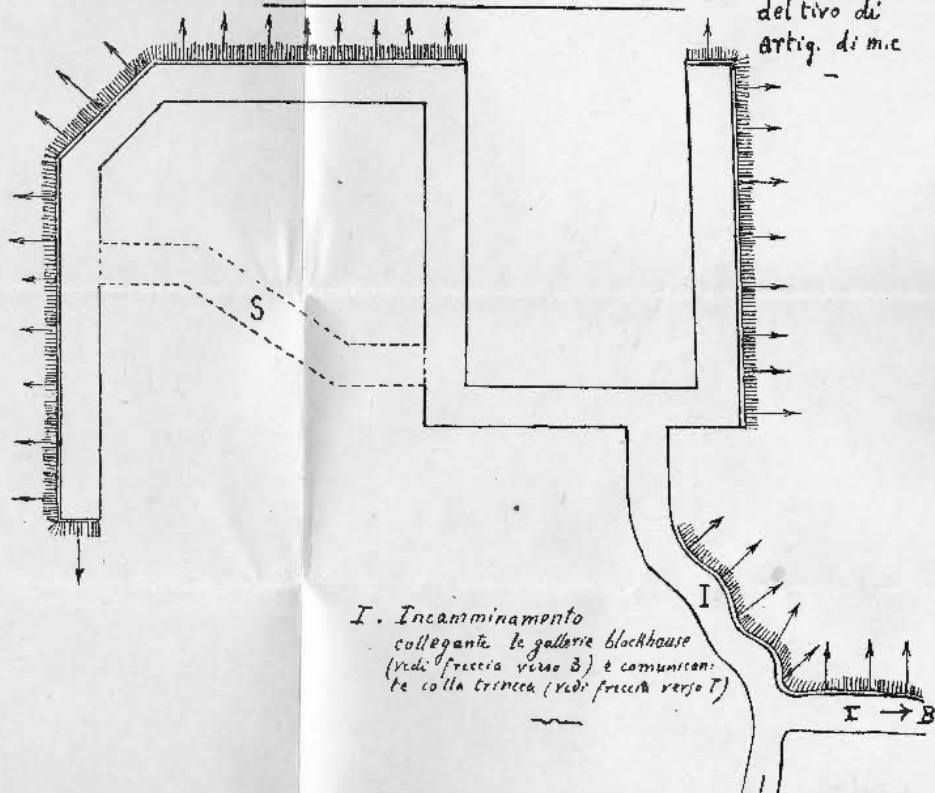 del tiro di
artig. di m.c
S
I. Incamminamento
collegante le gallerie blockhouse
(vedi freccia verso B) e comunican:
te colla trincea (vedi freccia verso T)
I
I → B